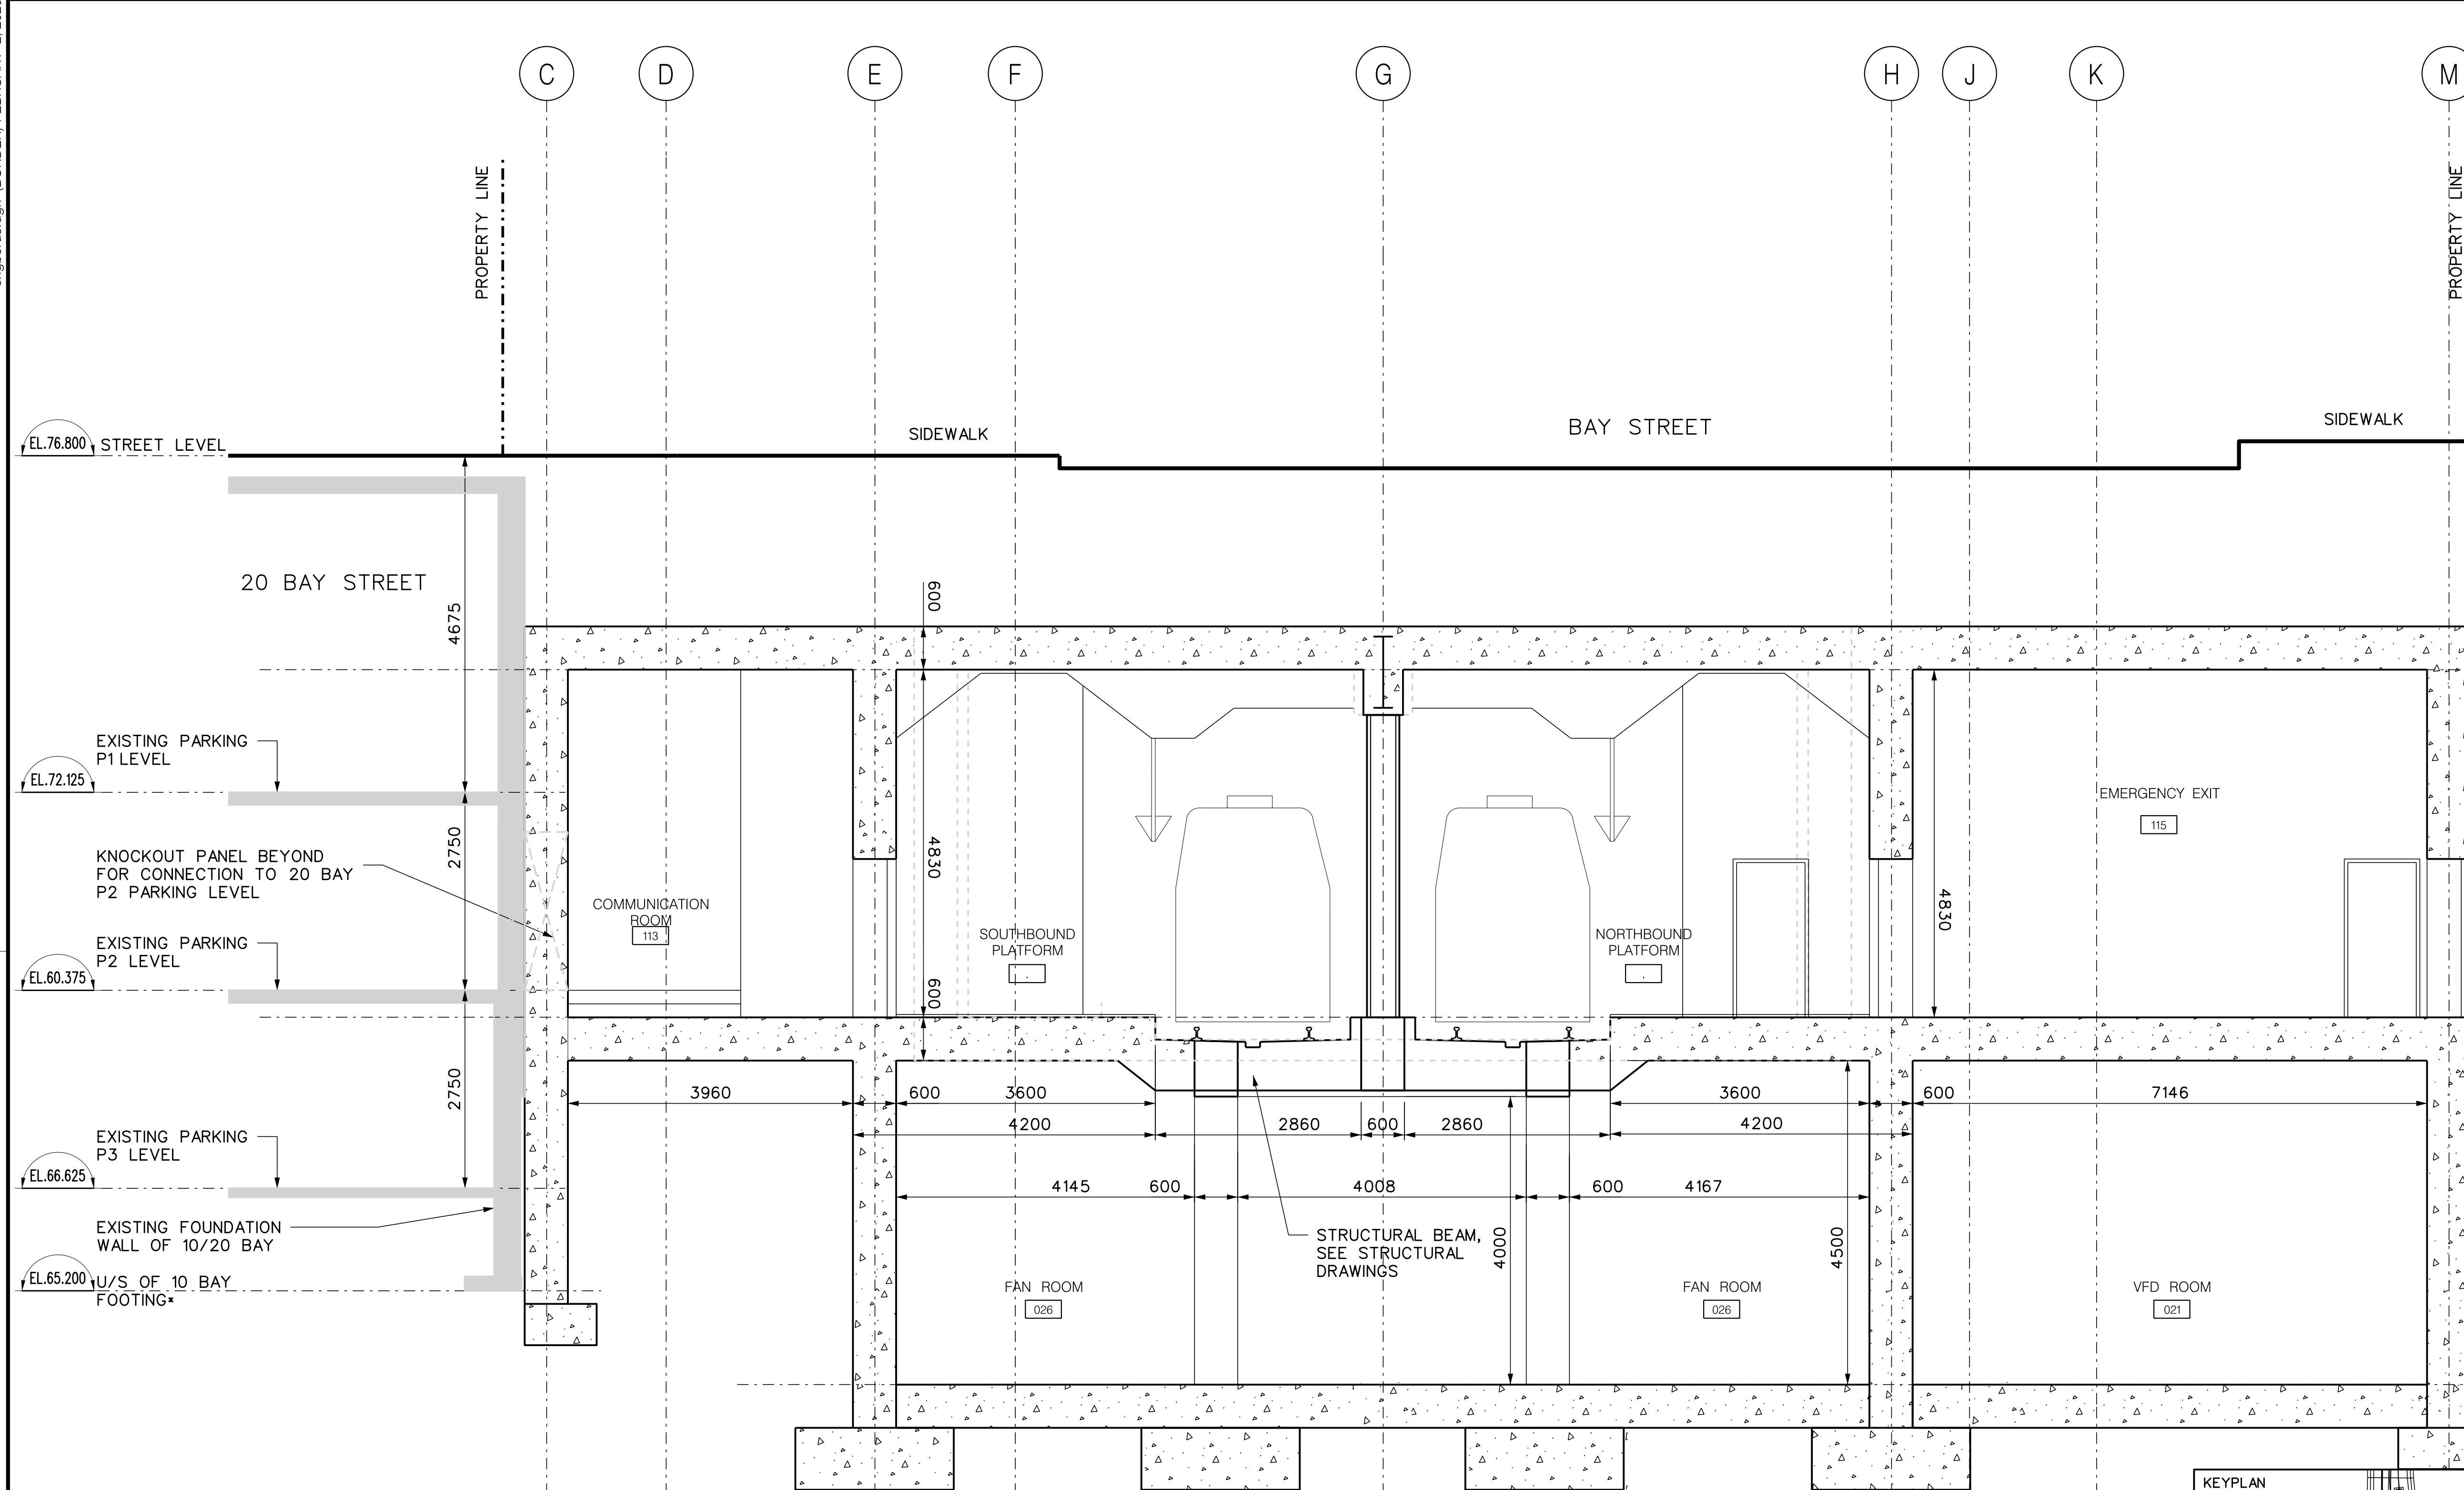 C
D
E
F
G
H
J
K
M
PROPERTY LINE
PROPERTY LINE
EL.76.800
STREET LEVEL
SIDEWALK
BAY STREET
SIDEWALK
20 BAY STREET
4675
600
EXISTING PARKING
P1 LEVEL
EL.72.125
2750
KNOCKOUT PANEL BEYOND
FOR CONNECTION TO 20 BAY
P2 PARKING LEVEL
EXISTING PARKING
P2 LEVEL
EL.60.375
COMMUNICATION
ROOM
113
4830
600
SOUTHBOUND
PLATFORM
.
NORTHBOUND
PLATFORM
.
4830
EMERGENCY EXIT
115
2750
EXISTING PARKING
P3 LEVEL
EL.66.625
EXISTING FOUNDATION
WALL OF 10/20 BAY
EL.65.200
U/S OF 10 BAY
FOOTING*
3960
600
3600
3600
600
7146
4200
2860
600
2860
4200
4145
600
4008
600
4167
STRUCTURAL BEAM,
SEE STRUCTURAL
DRAWINGS
4000
4500
FAN ROOM
026
FAN ROOM
026
VFD ROOM
021
KEYPLAN